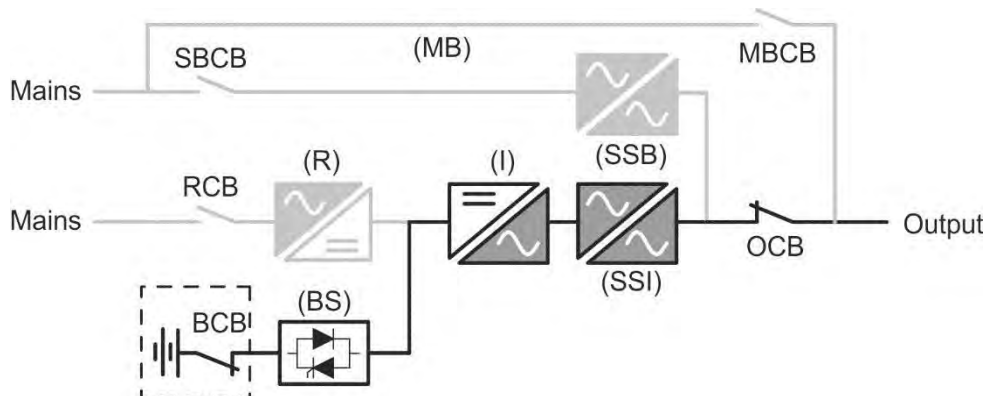 (MB)
MBCB
SBCB
Mains
(SSB)
(R)
(I)
RCB
Mains
Output
OCB
(SSI)
(BS)
BCB